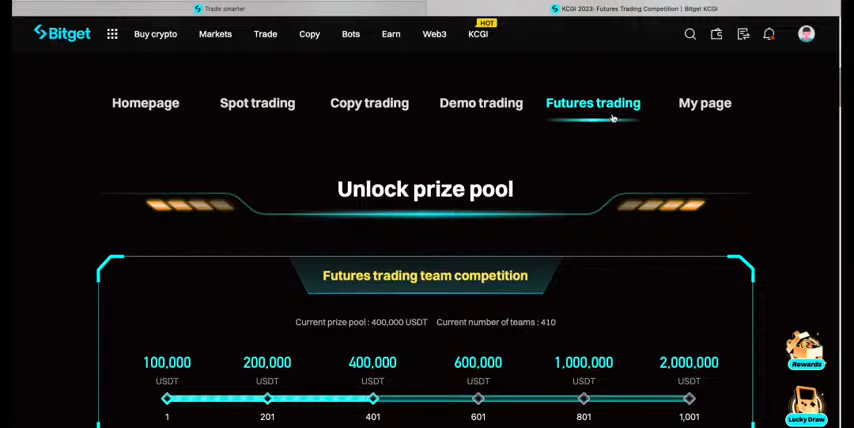 Trade smarter
KCGI 2023: Futures Trading Competition | Bitget KCGI
Bitget Buy crypto Markets Trade Copy Bots Earn Web3 KCGI HOT
Homepage Spot trading Copy trading Demo trading Futures trading My page
Unlock prize pool
Futures trading team competition
Current prize pool : 400,000 USDT Current number of teams : 410
100,000 200,000 400,000 600,000 1,000,000 2,000,000
USDT USDT USDT USDT USDT USDT
1 201 401 601 801 1,001
Rewards
Lucky Draw